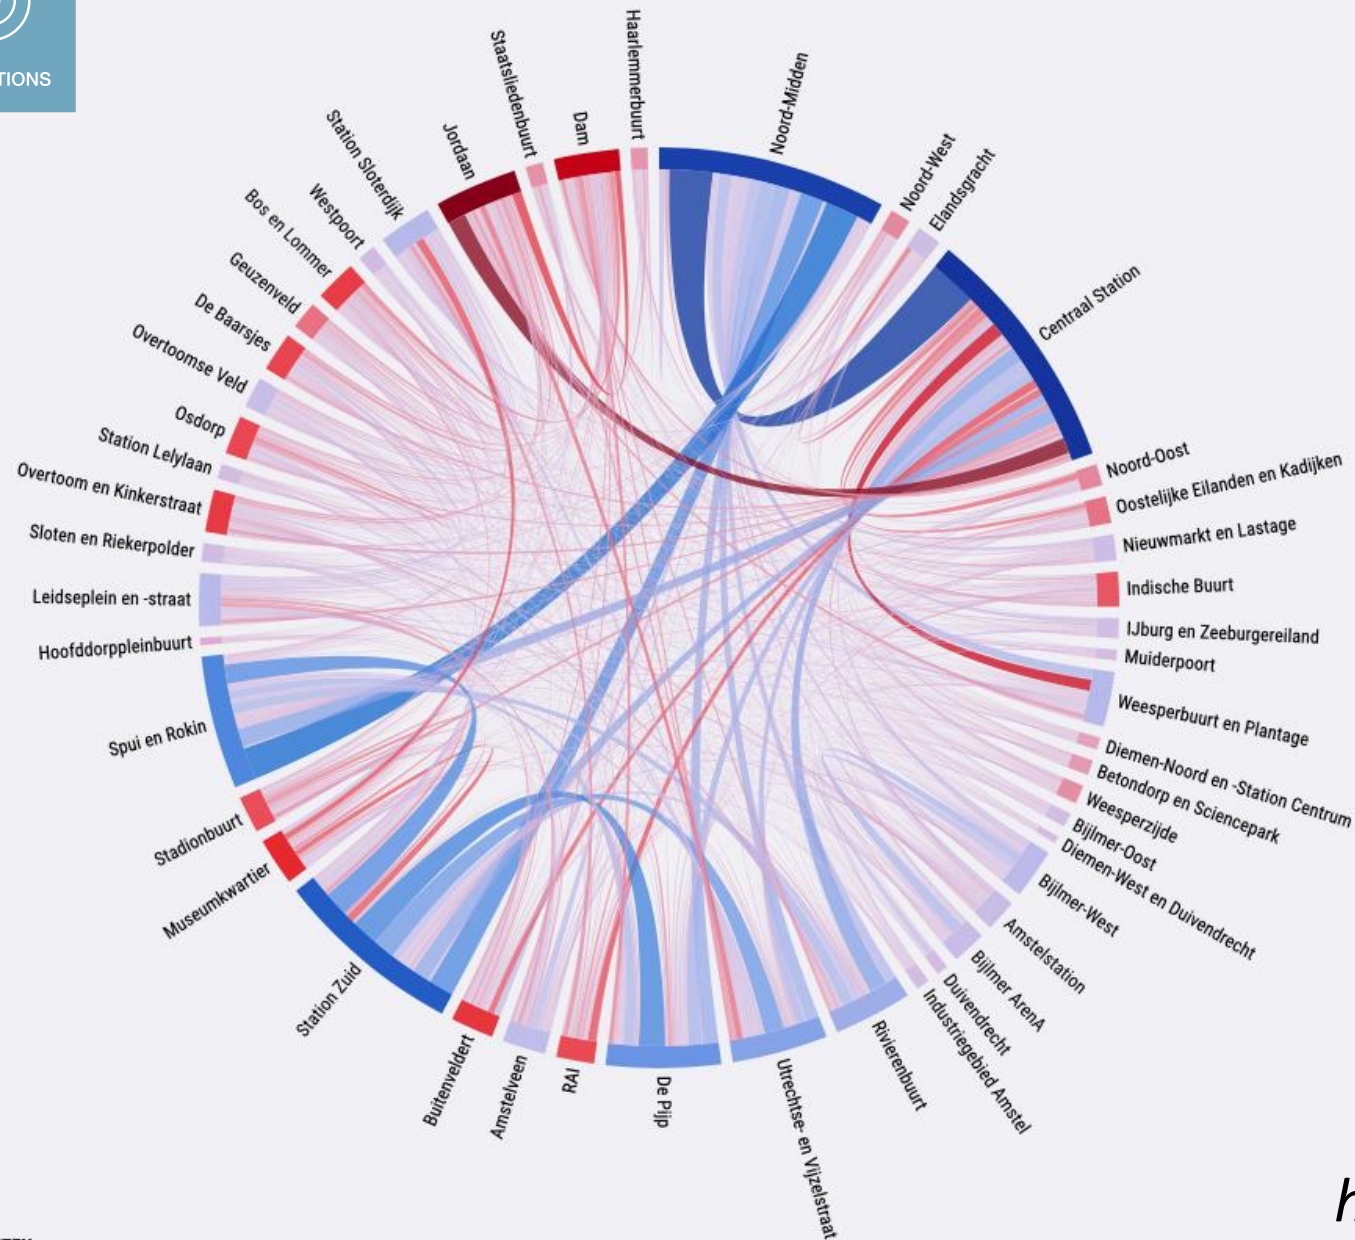 TIONS
Haarlemmerbuurt
Noord-Midden
Noord-West
Elandsgracht
Centraal Station
Noord-Oost
Oostelijke Eilanden en Kadijken
Nieuwmarkt en Lastage
Indische Buurt
IJburg en Zeeburgereiland
Muiderpoort
Weesperbuurt en Plantage
Diemen-Noord en -Station Centrum
Betondorp en Sciencepark
Weesperzijde
Bijlmer-Oost
Diemen-West en Duivendrecht
Bijlmer-West
Amstelstation
Bijlmer ArenA
Duivendrecht
Industriegebied Amstel
Rivierenbuurt
Utrechtse- en Vijzelstraat
De Pijp
RAI
Amstelveen
Buitenveldert
Station Zuid
Museumkwartier
Stadionbuurt
Spui en Rokin
Hoofddorppleinbuurt
Leidseplein en -straat
Sloten en Riekerpolder
Overtoom en Kinkerstraat
Station Lelylaan
Osdorp
Overtoomse Veld
De Baarsjes
Geuzenveld
Bos en Lommer
Westpoort
Station Sloterdijk
Jordaan
Staatsliedenbuurt
Dam